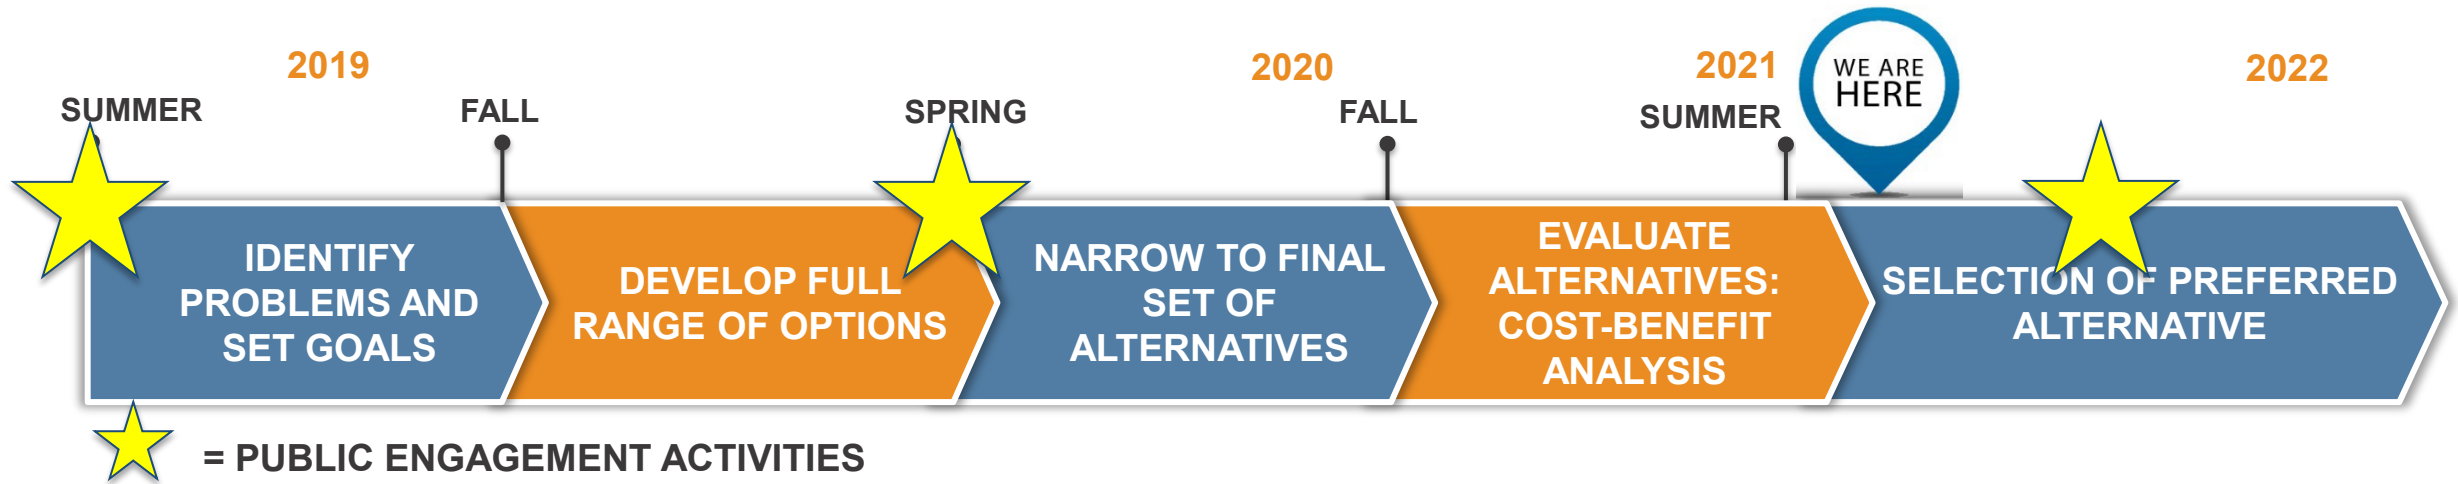 2019
2020
2021
2022
SUMMER
FALL
SPRING
FALL
SUMMER
WE ARE
HERE
IDENTIFY
PROBLEMS AND
SET GOALS
DEVELOP FULL
RANGE OF OPTIONS
NARROW TO FINAL
SET OF
ALTERNATIVES
EVALUATE
ALTERNATIVES:
COST-BENEFIT
ANALYSIS
SELECTION OF PREFERRED
ALTERNATIVE
= PUBLIC ENGAGEMENT ACTIVITIES